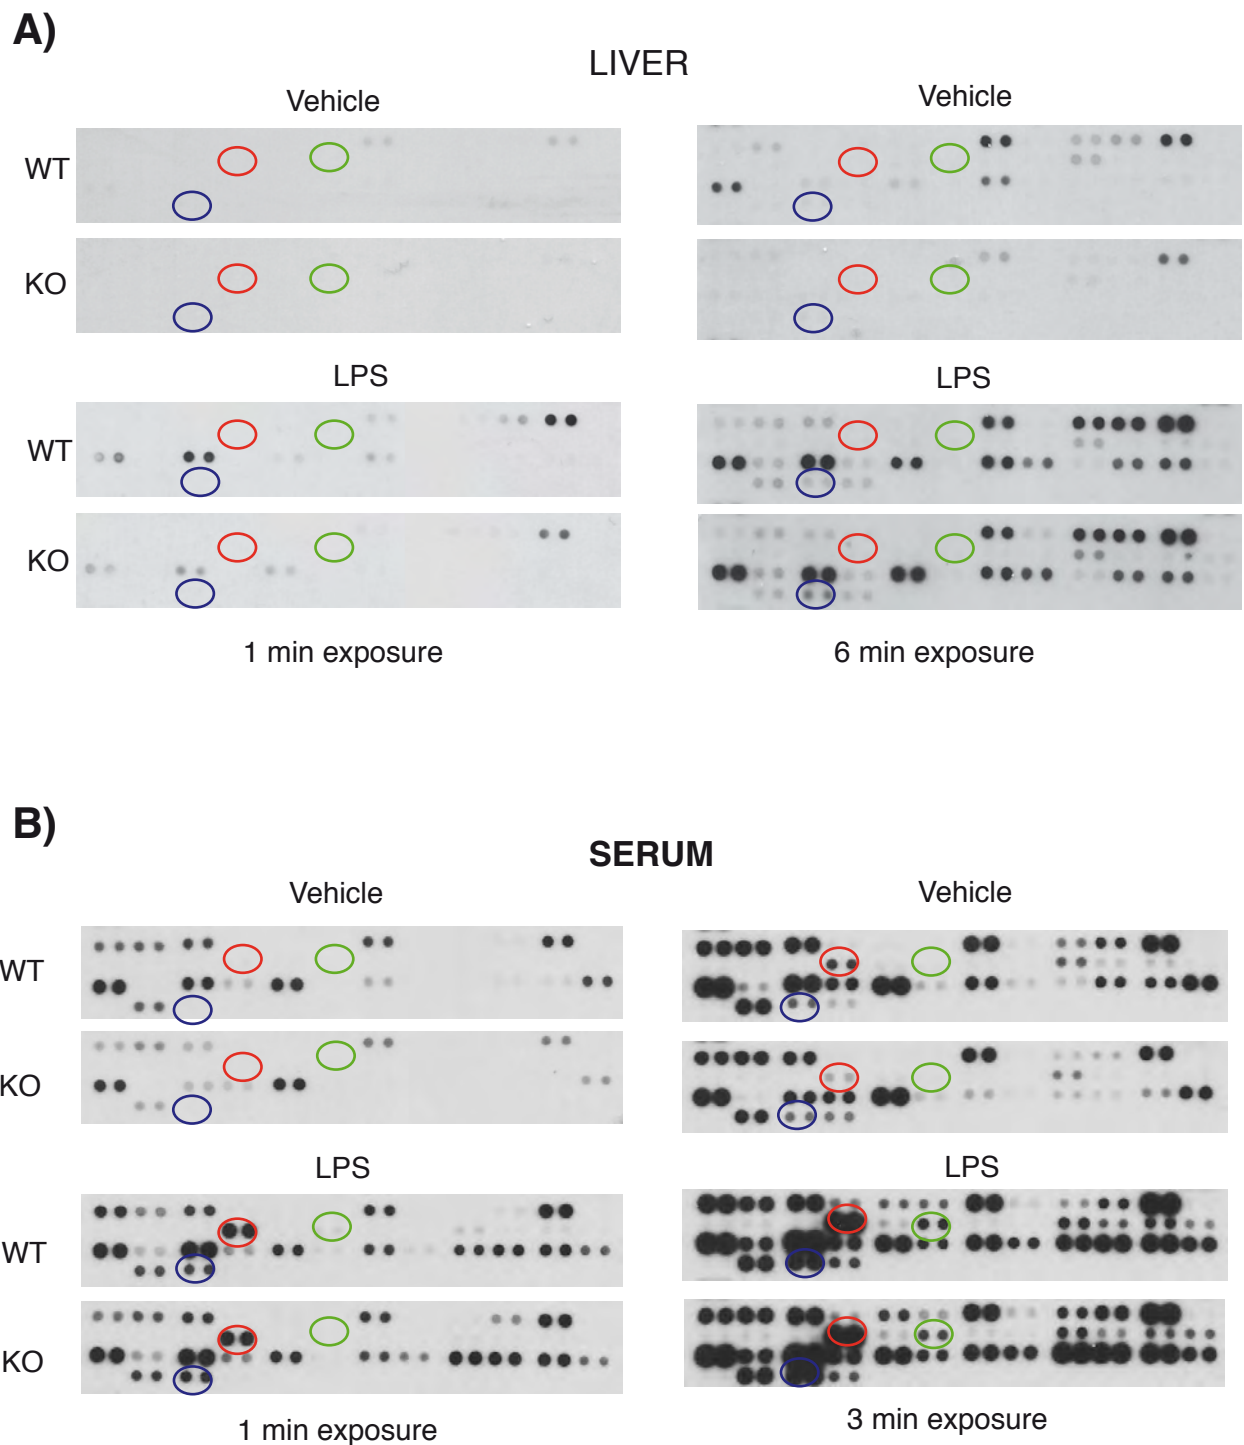 A)
LIVER
Vehicle
Vehicle
WT
KO
LPS
LPS
WT
KO
1 min exposure
6 min exposure
B)
SERUM
Vehicle
Vehicle
WT
KO
LPS
LPS
WT
KO
1 min exposure
3 min exposure